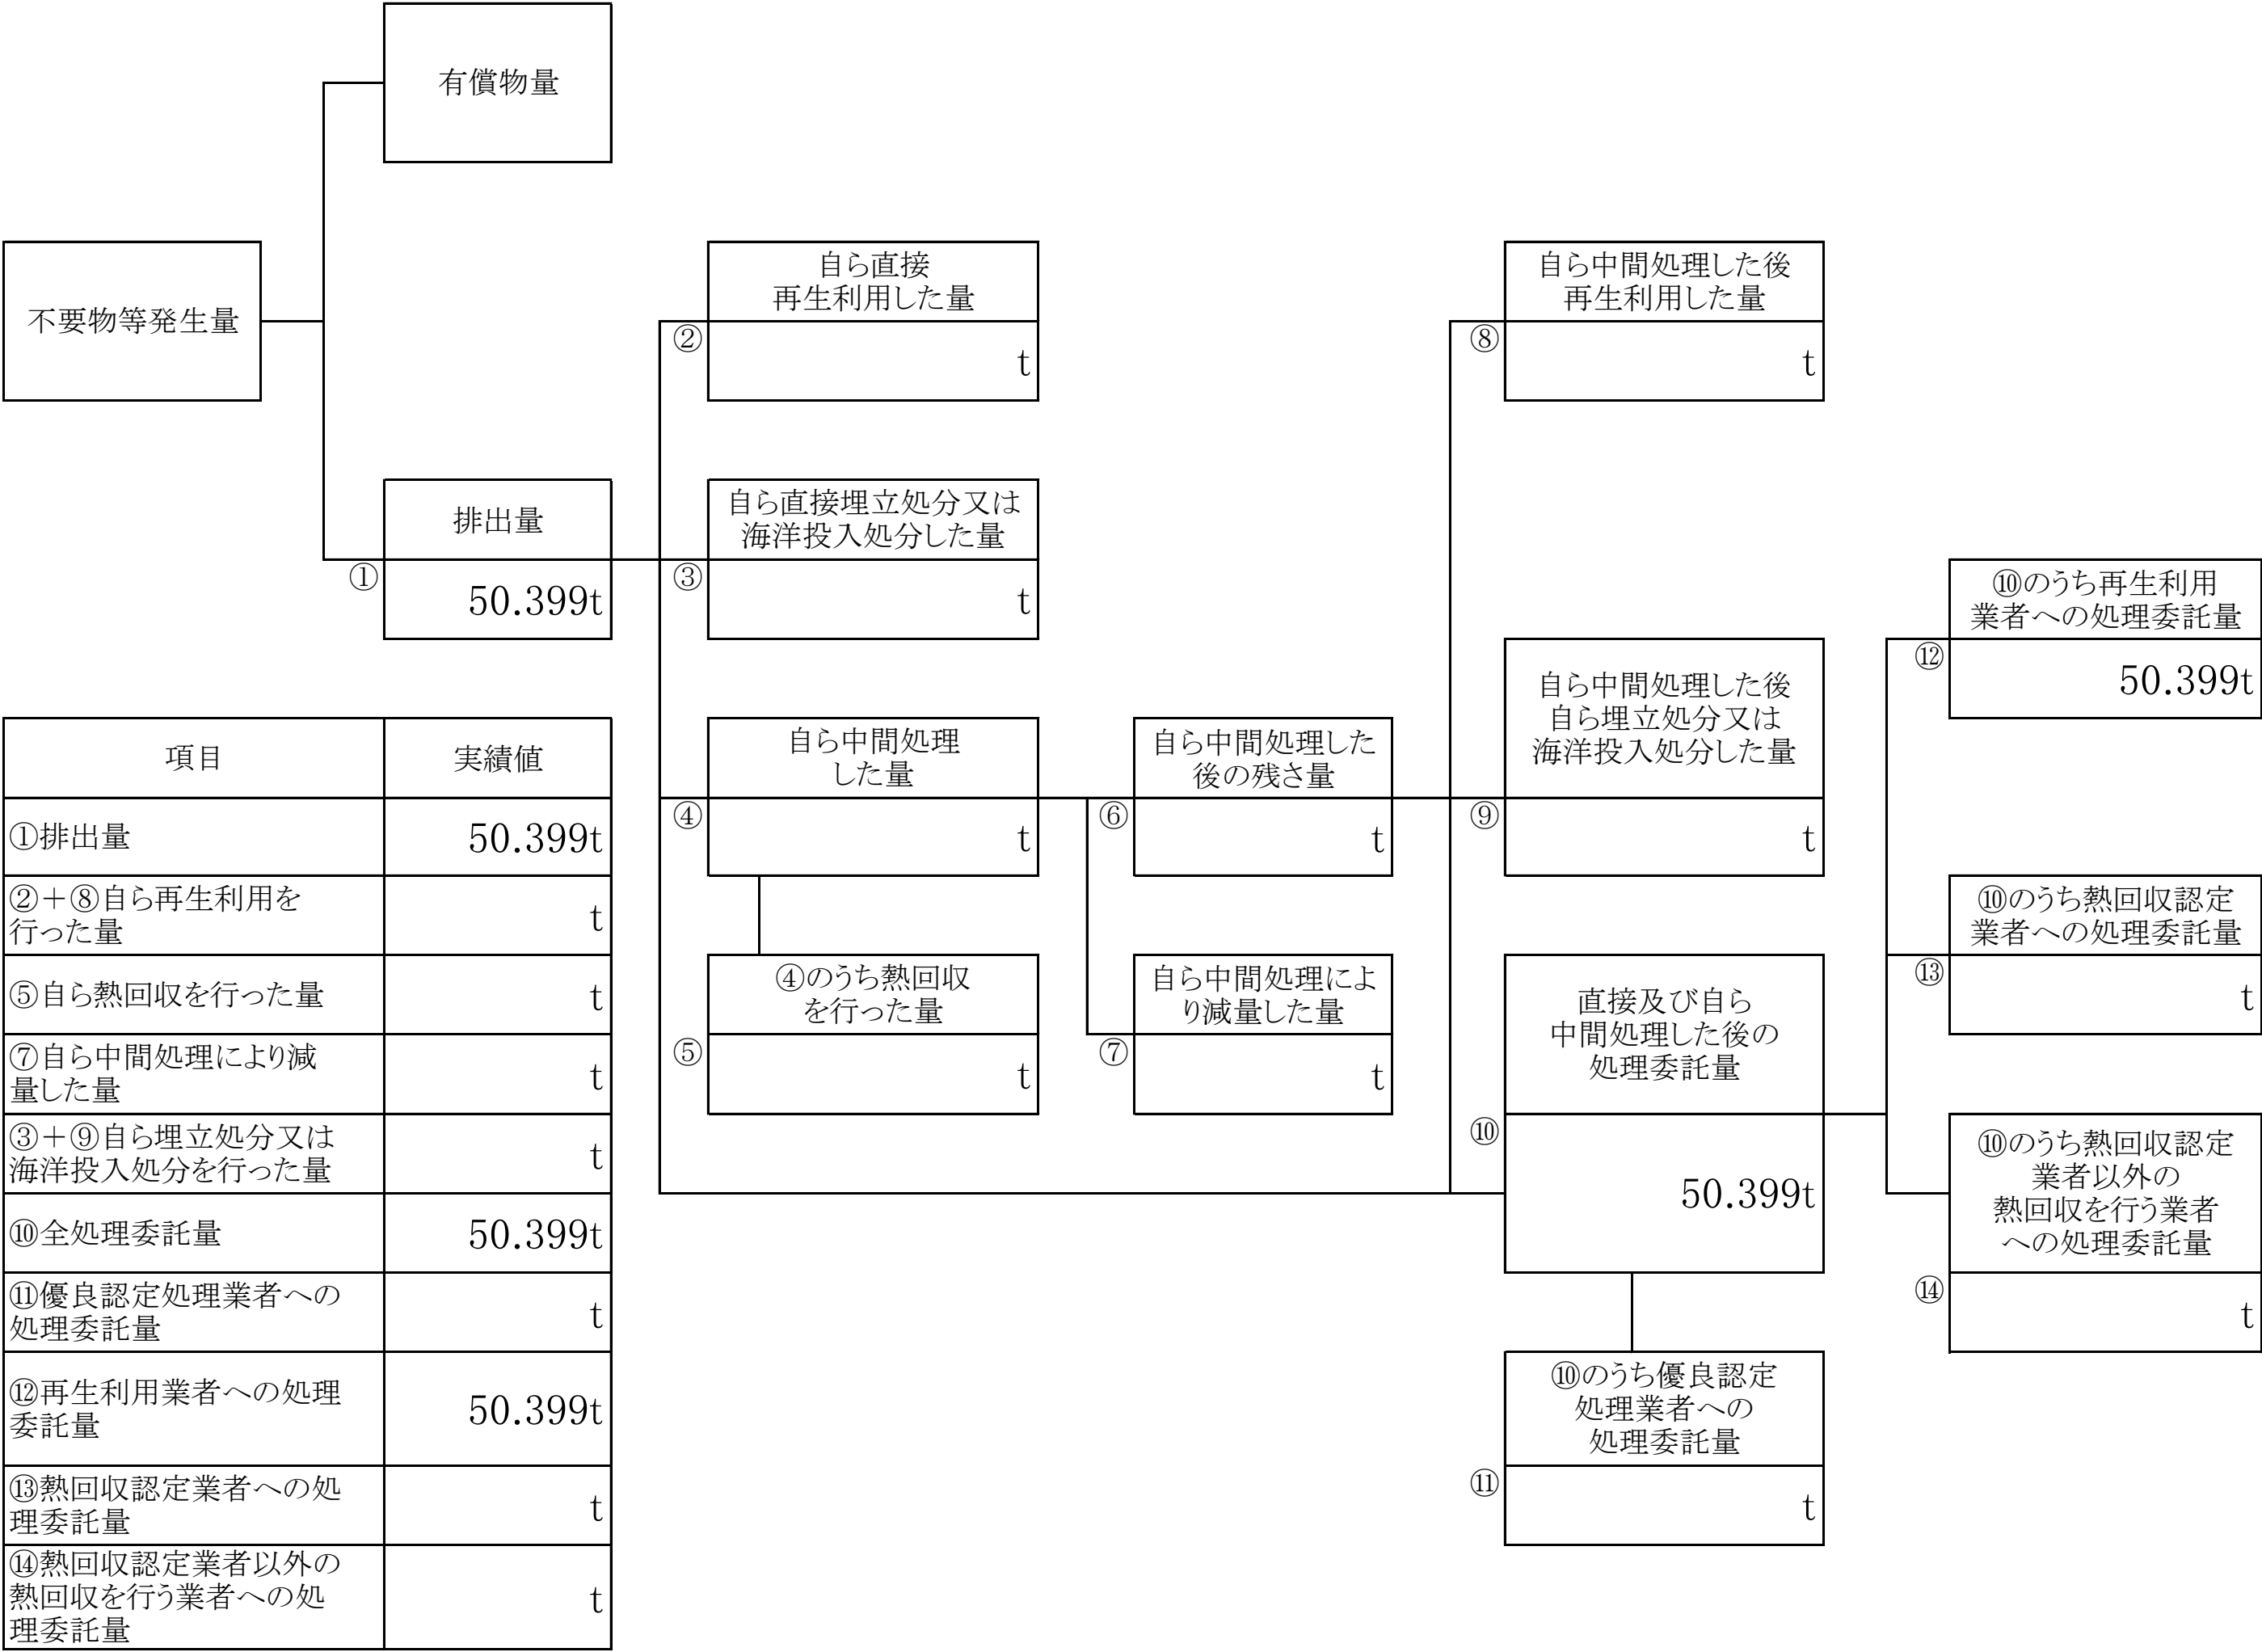 有償物量
不要物等発生量
自ら直接
再生利用した量
②
t
自ら中間処理した後
再生利用した量
⑧
t
排出量
①
50.399t
自ら直接埋立処分又は
海洋投入処分した量
③
t
⑩のうち再生利用
業者への処理委託量
⑫
50.399t
自ら中間処理
した量
④
t
自ら中間処理した
後の残さ量
⑥
t
自ら中間処理した後
自ら埋立処分又は
海洋投入処分した量
⑨
t
⑩のうち熱回収認定
業者への処理委託量
⑬
t
④のうち熱回収
を行った量
⑤
t
自ら中間処理によ
り減量した量
⑦
t
直接及び自ら
中間処理した後の
処理委託量
⑩
50.399t
⑩のうち熱回収認定
業者以外の
熱回収を行う業者
への処理委託量
⑭
t
⑩のうち優良認定
処理業者への
処理委託量
⑪
t
項目 実績値
①排出量 50.399t
②＋⑧自ら再生利用を
行った量
t
⑤自ら熱回収を行った量 t
⑦自ら中間処理により減
量した量
t
③＋⑨自ら埋立処分又は
海洋投入処分を行った量
t
⑩全処理委託量 50.399t
⑪優良認定処理業者への
処理委託量
t
⑫再生利用業者への処理
委託量
50.399t
⑬熱回収認定業者への処
理委託量
t
⑭熱回収認定業者以外の
熱回収を行う業者への処
理委託量
t